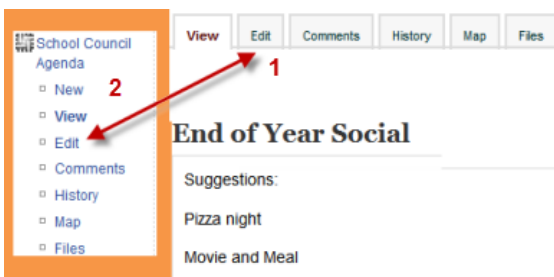 School Council
Agenda
New
View
Edit
Comments
History
Map
Files
2
View
Edit
Comments
History
Map
Files
1
End of Year Social
Suggestions:
Pizza night
Movie and Meal